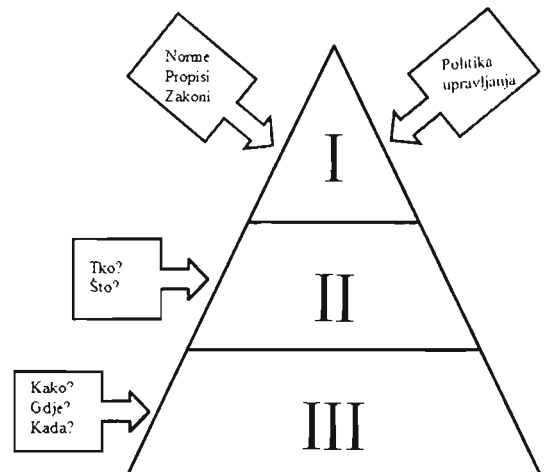 Norme
Propisi
Zakoni
Politika
upravljanja
I
Tko?
Što?
II
Kako?
Gdje?
Kada?
III